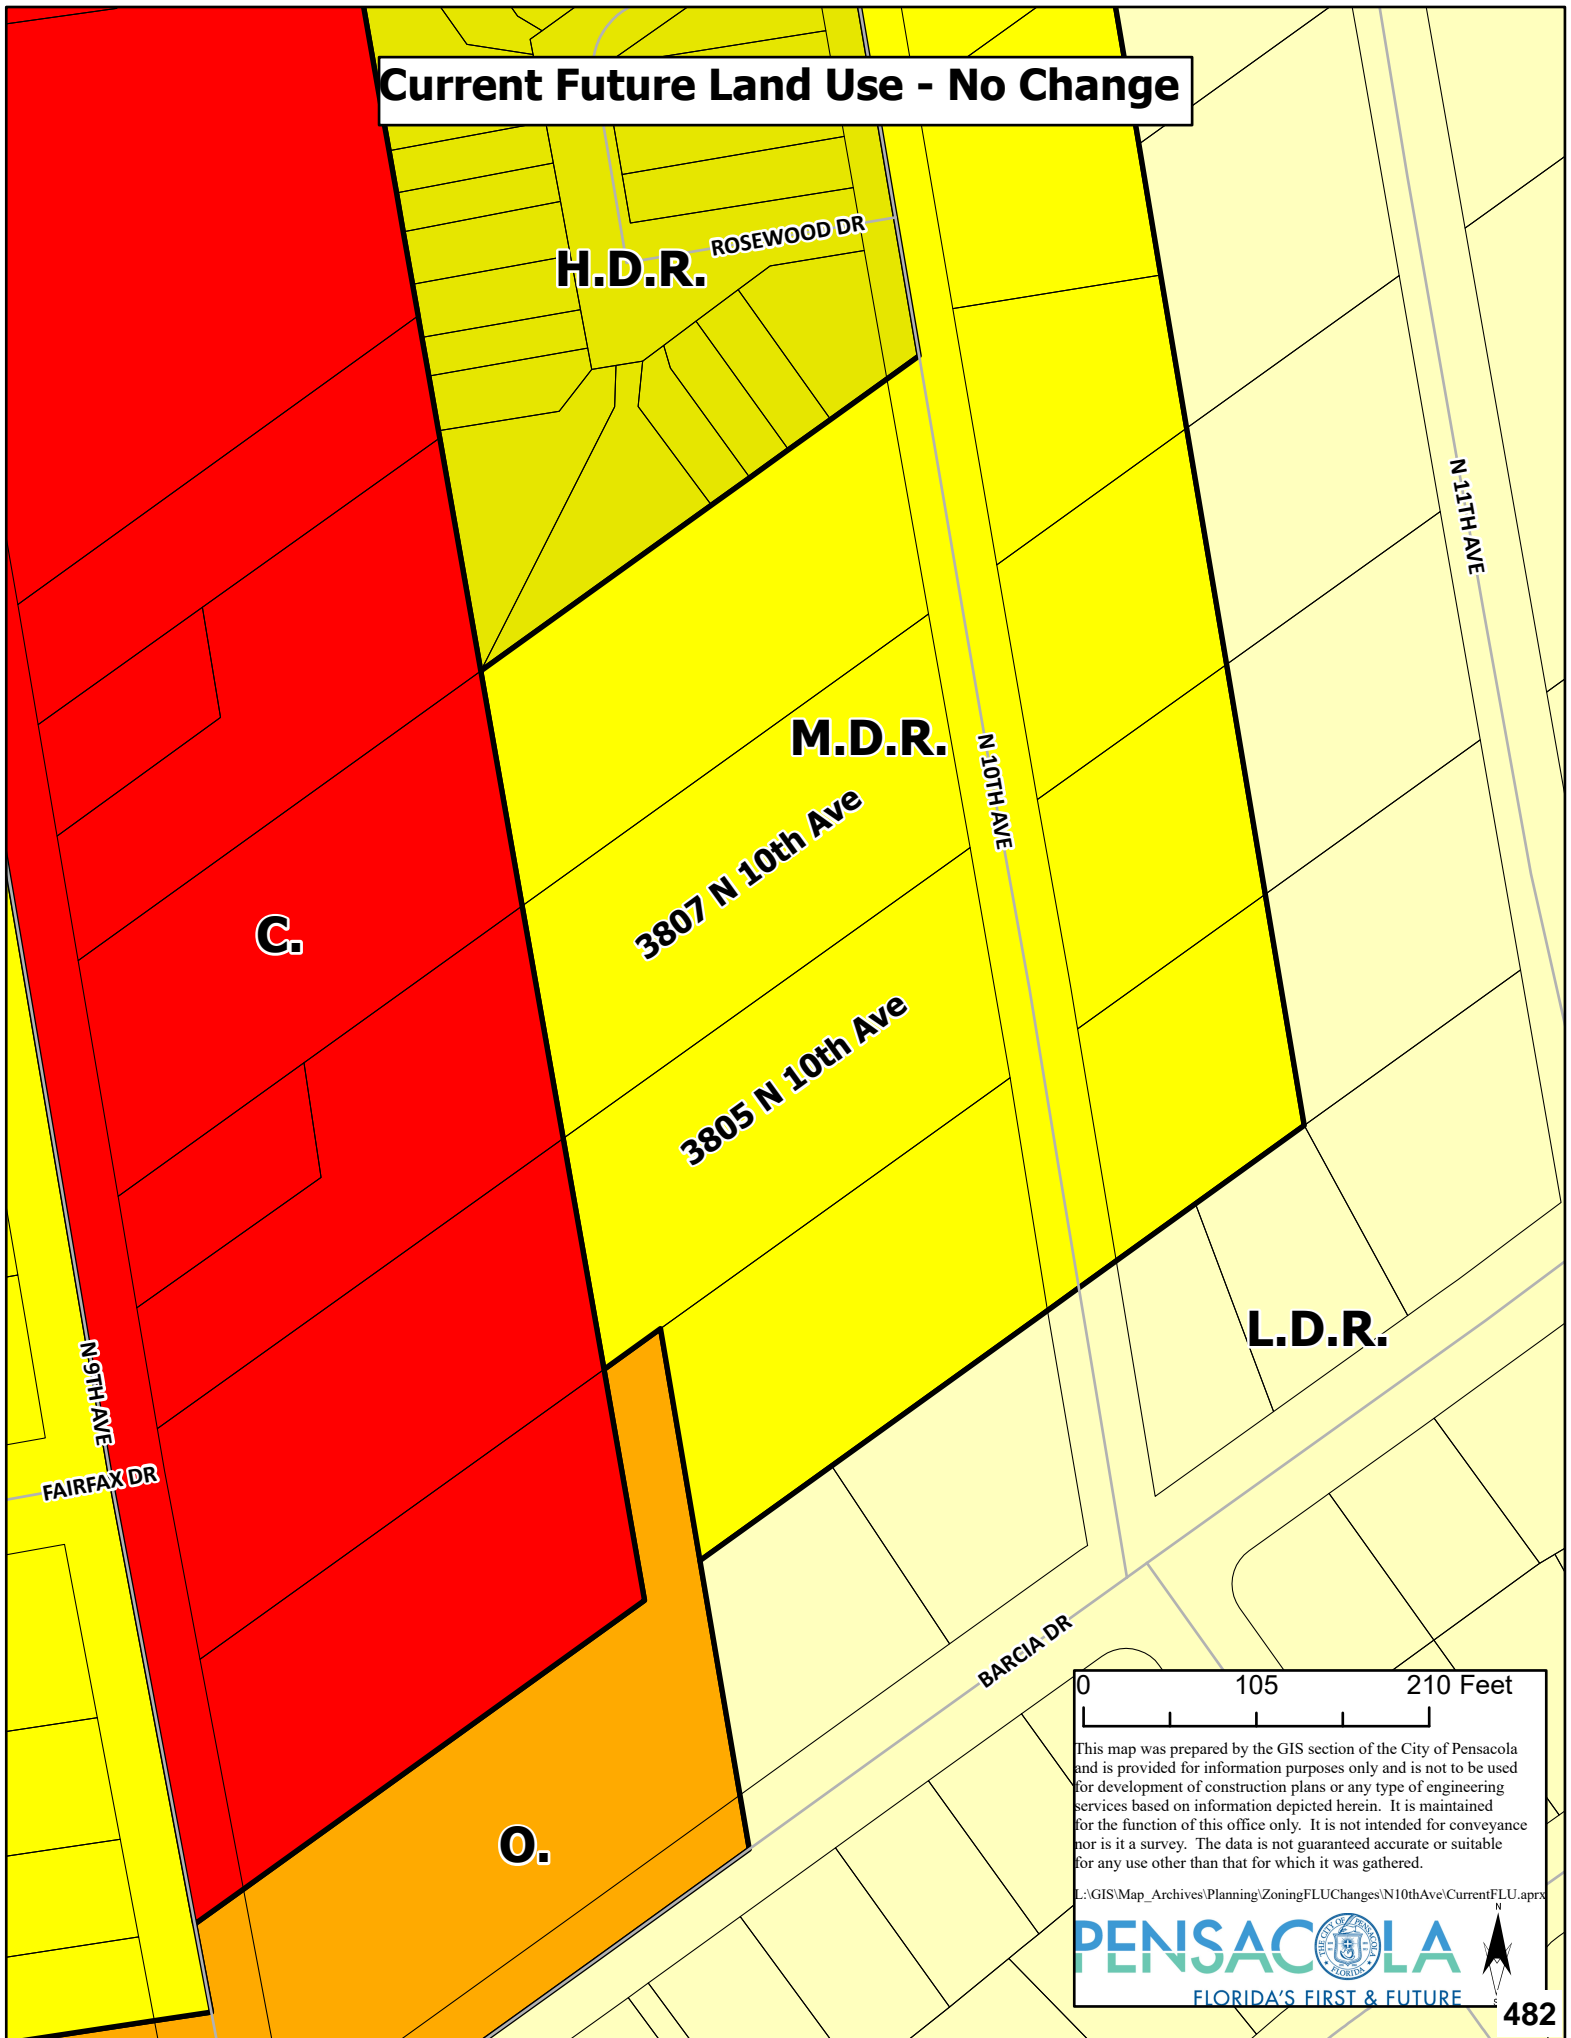 Current Future Land Use - No Change
ROSEWOOD DR
H.D.R.
N 11TH AVE
M.D.R.
N 10TH AVE
3807 N 10th Ave
C.
3805 N 10th Ave
L.D.R.
N 9TH AVE
FAIRFAX DR
BARCIA DR
O.
0 105 210 Feet
This map was prepared by the GIS section of the City of Pensacola
and is provided for information purposes only and is not to be used
for development of construction plans or any type of engineering
services based on information depicted herein. It is maintained
for the function of this office only. It is not intended for conveyance
nor is it a survey. The data is not guaranteed accurate or suitable
for any use other than that for which it was gathered.
L:\GIS\Map_Archives\Planning\ZoningFLUChanges\N10thAve\CurrentFLU.aprx
N
PENSACOLA
THE CITY OF PENSACOLA
FLORIDA
FLORIDA'S FIRST & FUTURE
S
482